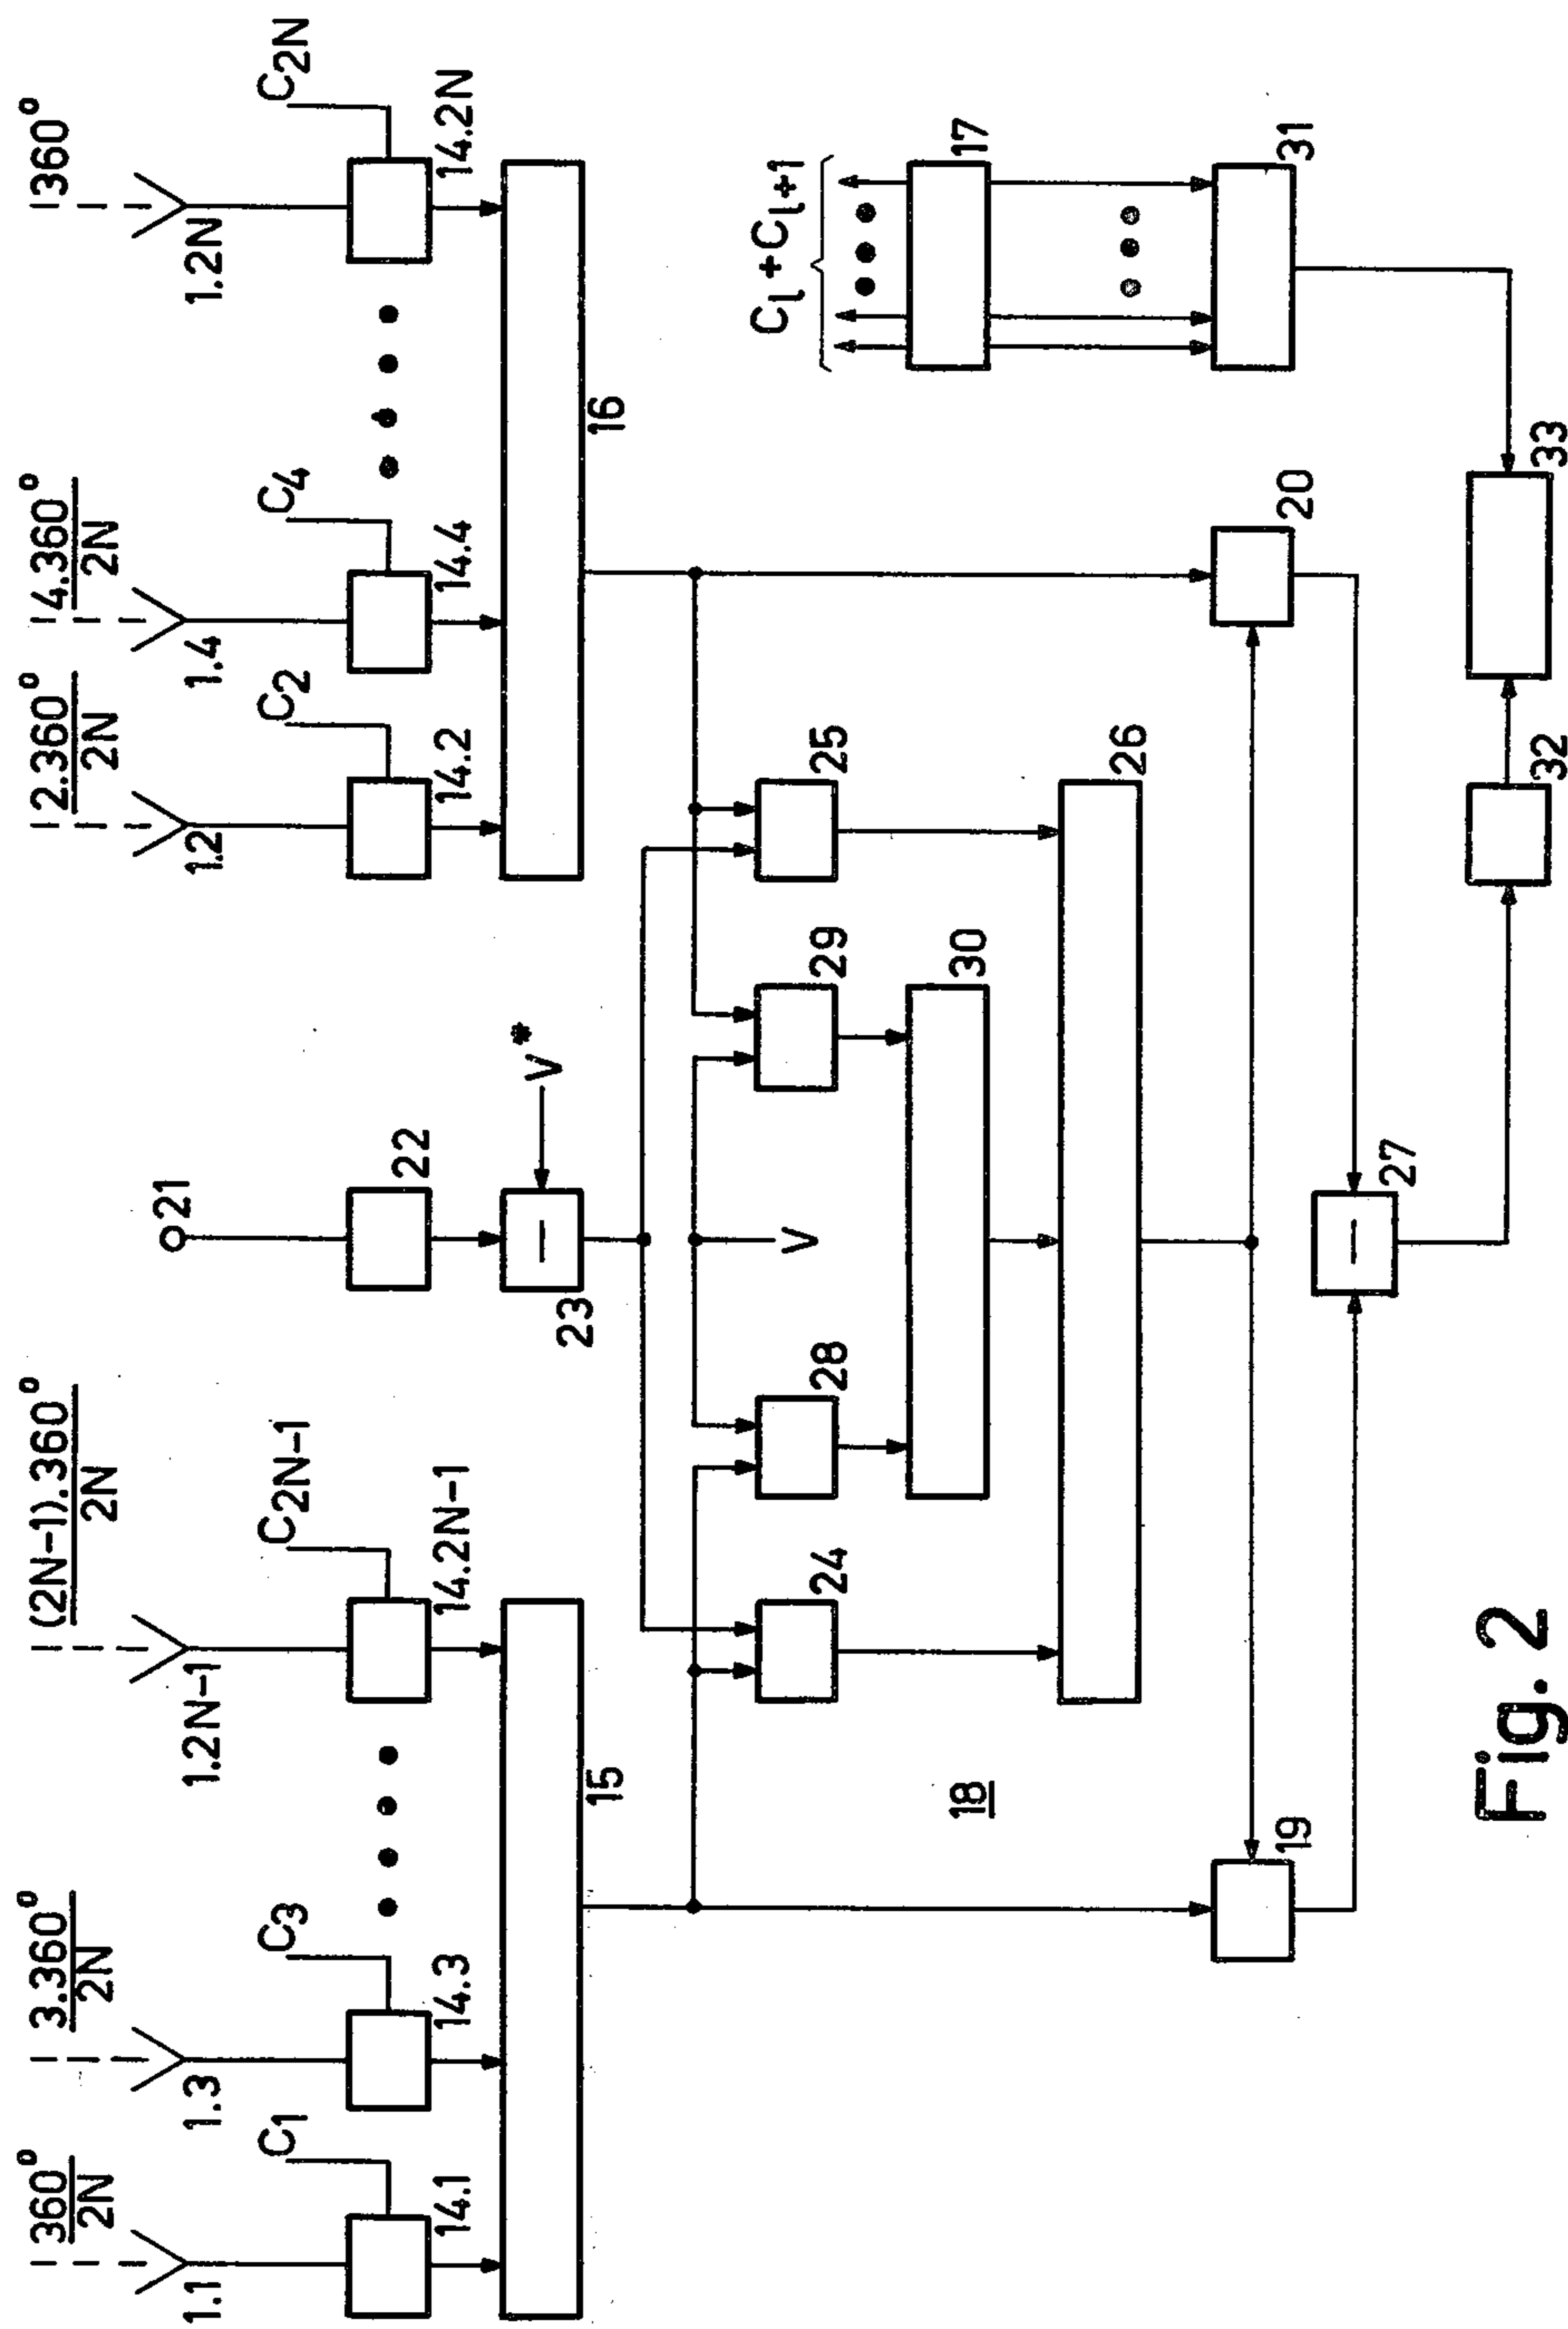 360°
2N
3.360°
2N
(2N-1).360°
2N
2.360°
2N
4.360°
2N
360°
1.1
1.3
1.2N-1
21
1.2
1.4
1.2N
C1
C3
C2N-1
C2
C4
C2N
14.1
14.3
14.2N-1
22
14.2
14.4
14.2N
V*
15
23
16
V
Cl+Cl+1
24
28
29
25
17
18
30
26
19
20
31
27
32
33
Fig. 2